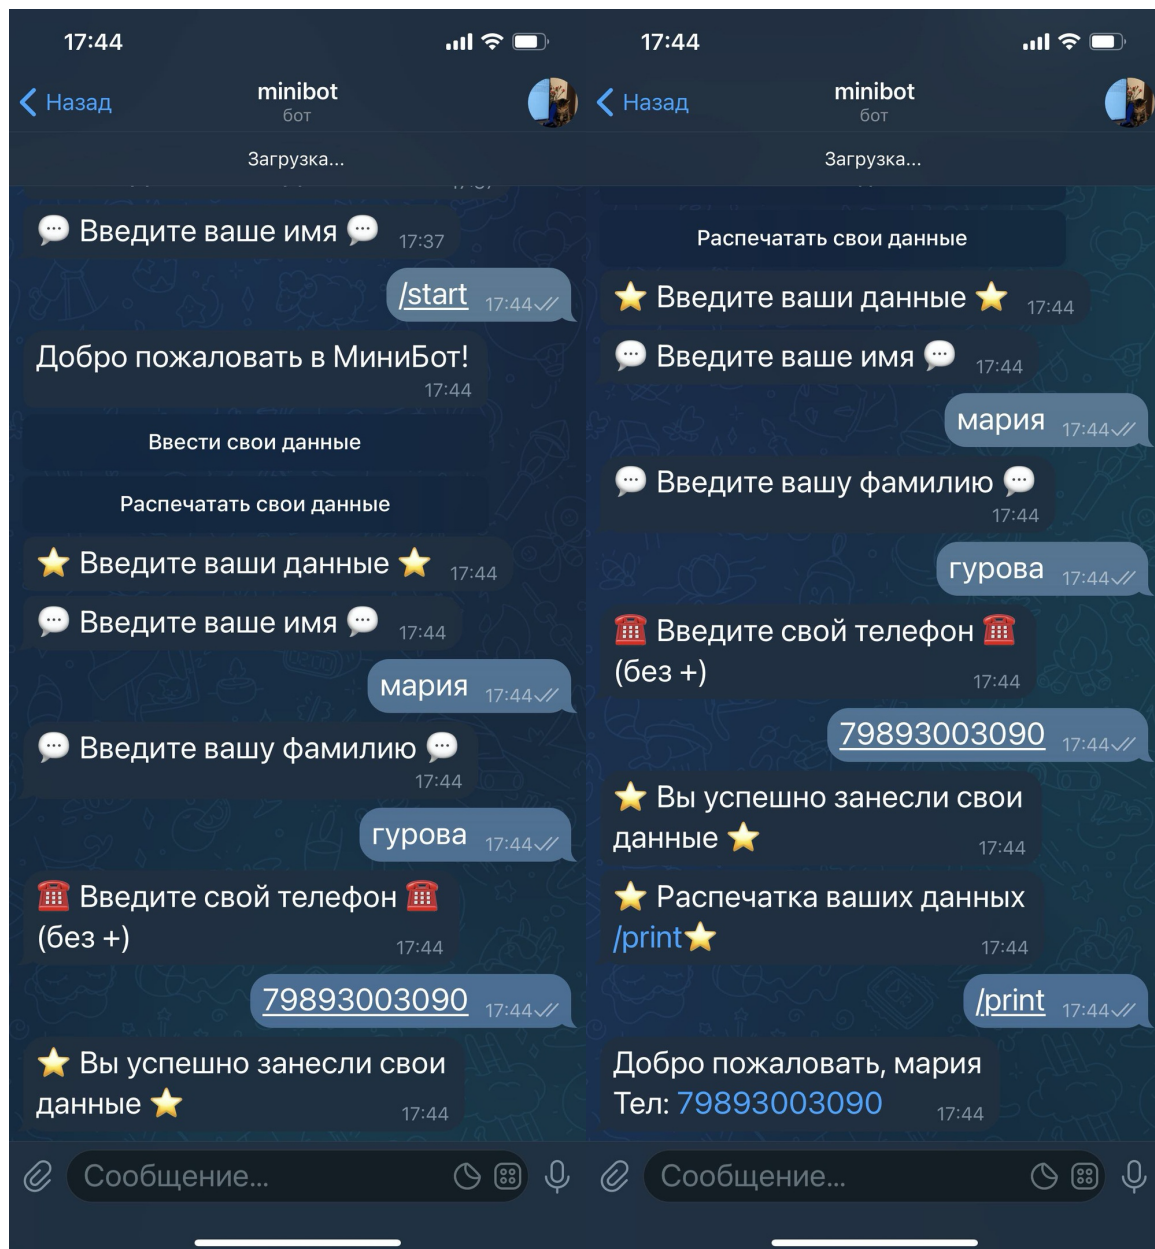 17:44
Назад
minibot
бот
Загрузка...
💬 Введите ваше имя 💬 17:37
/start 17:44
Добро пожаловать в МиниБот!
17:44
Ввести свои данные
Распечатать свои данные
⭐ Введите ваши данные ⭐ 17:44
💬 Введите ваше имя 💬 17:44
мария 17:44
💬 Введите вашу фамилию 💬
17:44
гурова 17:44
☎️ Введите свой телефон ☎️
(без +) 17:44
79893003090 17:44
⭐ Вы успешно занесли свои
данные ⭐ 17:44
Сообщение...
17:44
Назад
minibot
бот
Загрузка...
Распечатать свои данные
⭐ Введите ваши данные ⭐ 17:44
💬 Введите ваше имя 💬 17:44
мария 17:44
💬 Введите вашу фамилию 💬
17:44
гурова 17:44
☎️ Введите свой телефон ☎️
(без +) 17:44
79893003090 17:44
⭐ Вы успешно занесли свои
данные ⭐ 17:44
⭐ Распечатка ваших данных
/print⭐ 17:44
/print 17:44
Добро пожаловать, мария
Тел: 79893003090 17:44
Сообщение...